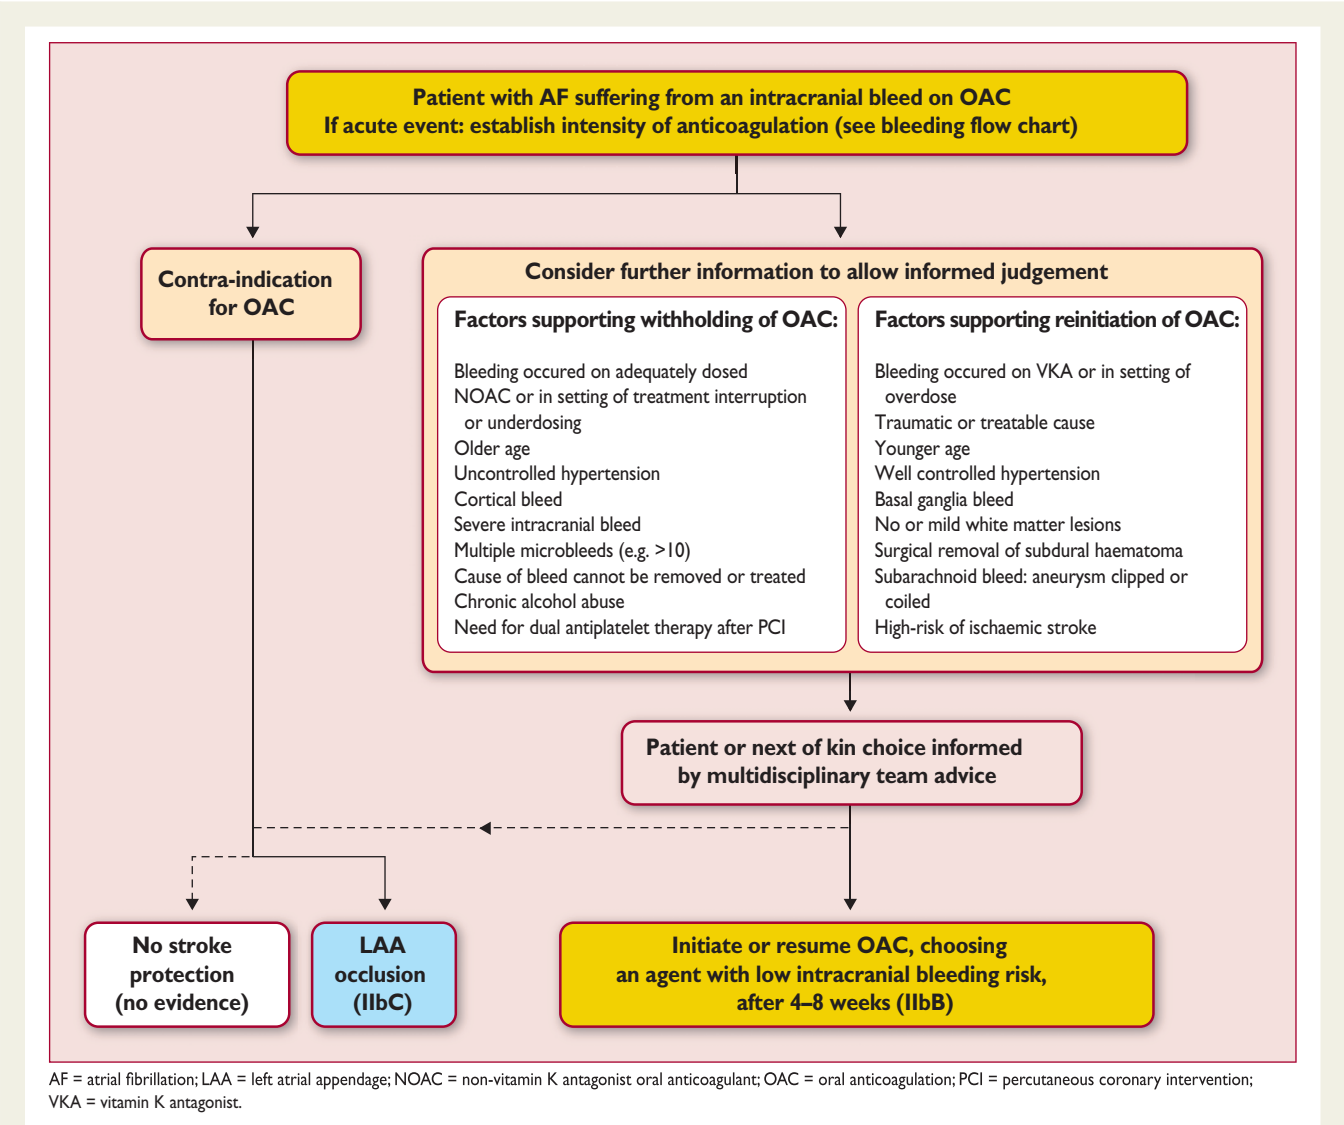 Patient with AF suffering from an intracranial bleed on OAC
If acute event: establish intensity of anticoagulation (see bleeding flow chart)
Contra-indication
for OAC
Consider further information to allow informed judgement
Factors supporting withholding of OAC:
Bleeding occured on adequately dosed
NOAC or in setting of treatment interruption
or underdosing
Older age
Uncontrolled hypertension
Cortical bleed
Severe intracranial bleed
Multiple microbleeds (e.g. >10)
Cause of bleed cannot be removed or treated
Chronic alcohol abuse
Need for dual antiplatelet therapy after PCI
Factors supporting reinitiation of OAC:
Bleeding occured on VKA or in setting of
overdose
Traumatic or treatable cause
Younger age
Well controlled hypertension
Basal ganglia bleed
No or mild white matter lesions
Surgical removal of subdural haematoma
Subarachnoid bleed: aneurysm clipped or
coiled
High-risk of ischaemic stroke
Patient or next of kin choice informed
by multidisciplinary team advice
No stroke
protection
(no evidence)
LAA
occlusion
(IIbC)
Initiate or resume OAC, choosing
an agent with low intracranial bleeding risk,
after 4–8 weeks (IIbB)
AF = atrial fibrillation; LAA = left atrial appendage; NOAC = non-vitamin K antagonist oral anticoagulant; OAC = oral anticoagulation; PCI = percutaneous coronary intervention;
VKA = vitamin K antagonist.